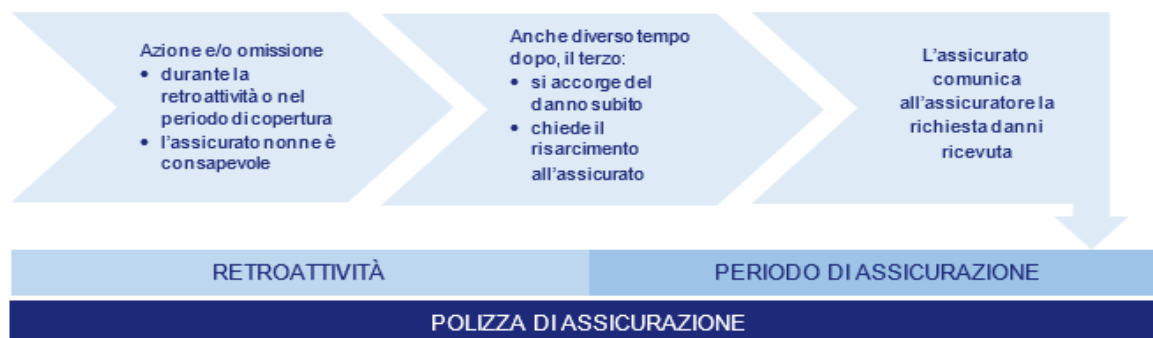 Azione e/o omissione
• durante la
retroattività o nel
periodo di copertura
• l'assicurato non ne è
consapevole
Anche diverso tempo
dopo, il terzo:
• si accorge del
danno subito
• chiede il
risarcimento
all'assicurato
L'assicurato
comunica
all'assicuratore la
richiesta danni
ricevuta
RETROATTIVITÀ
PERIODO DI ASSICURAZIONE
POLIZZA DI ASSICURAZIONE